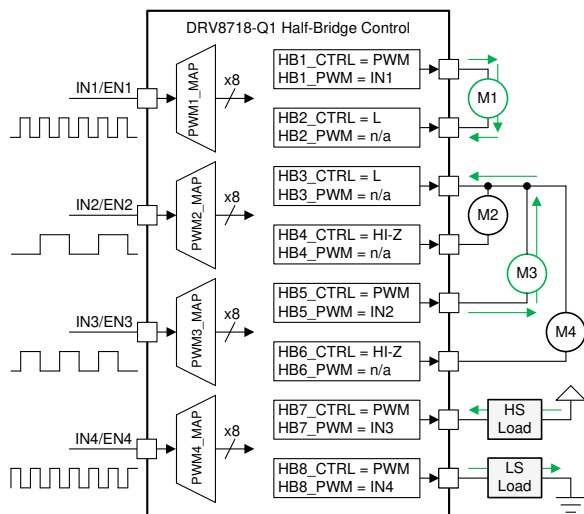 DRV8718-Q1 Half-Bridge Control
IN1/EN1
PWM1_MAP
x8
HB1_CTRL = PWM
HB1_PWM = IN1
M1
HB2_CTRL = L
HB2_PWM = n/a
IN2/EN2
PWM2_MAP
x8
HB3_CTRL = L
HB3_PWM = n/a
M2
HB4_CTRL = HI-Z
HB4_PWM = n/a
M3
IN3/EN3
PWM3_MAP
x8
HB5_CTRL = PWM
HB5_PWM = IN2
M4
HB6_CTRL = HI-Z
HB6_PWM = n/a
IN4/EN4
PWM4_MAP
x8
HB7_CTRL = PWM
HB7_PWM = IN3
HS
Load
HB8_CTRL = PWM
HB8_PWM = IN4
LS
Load